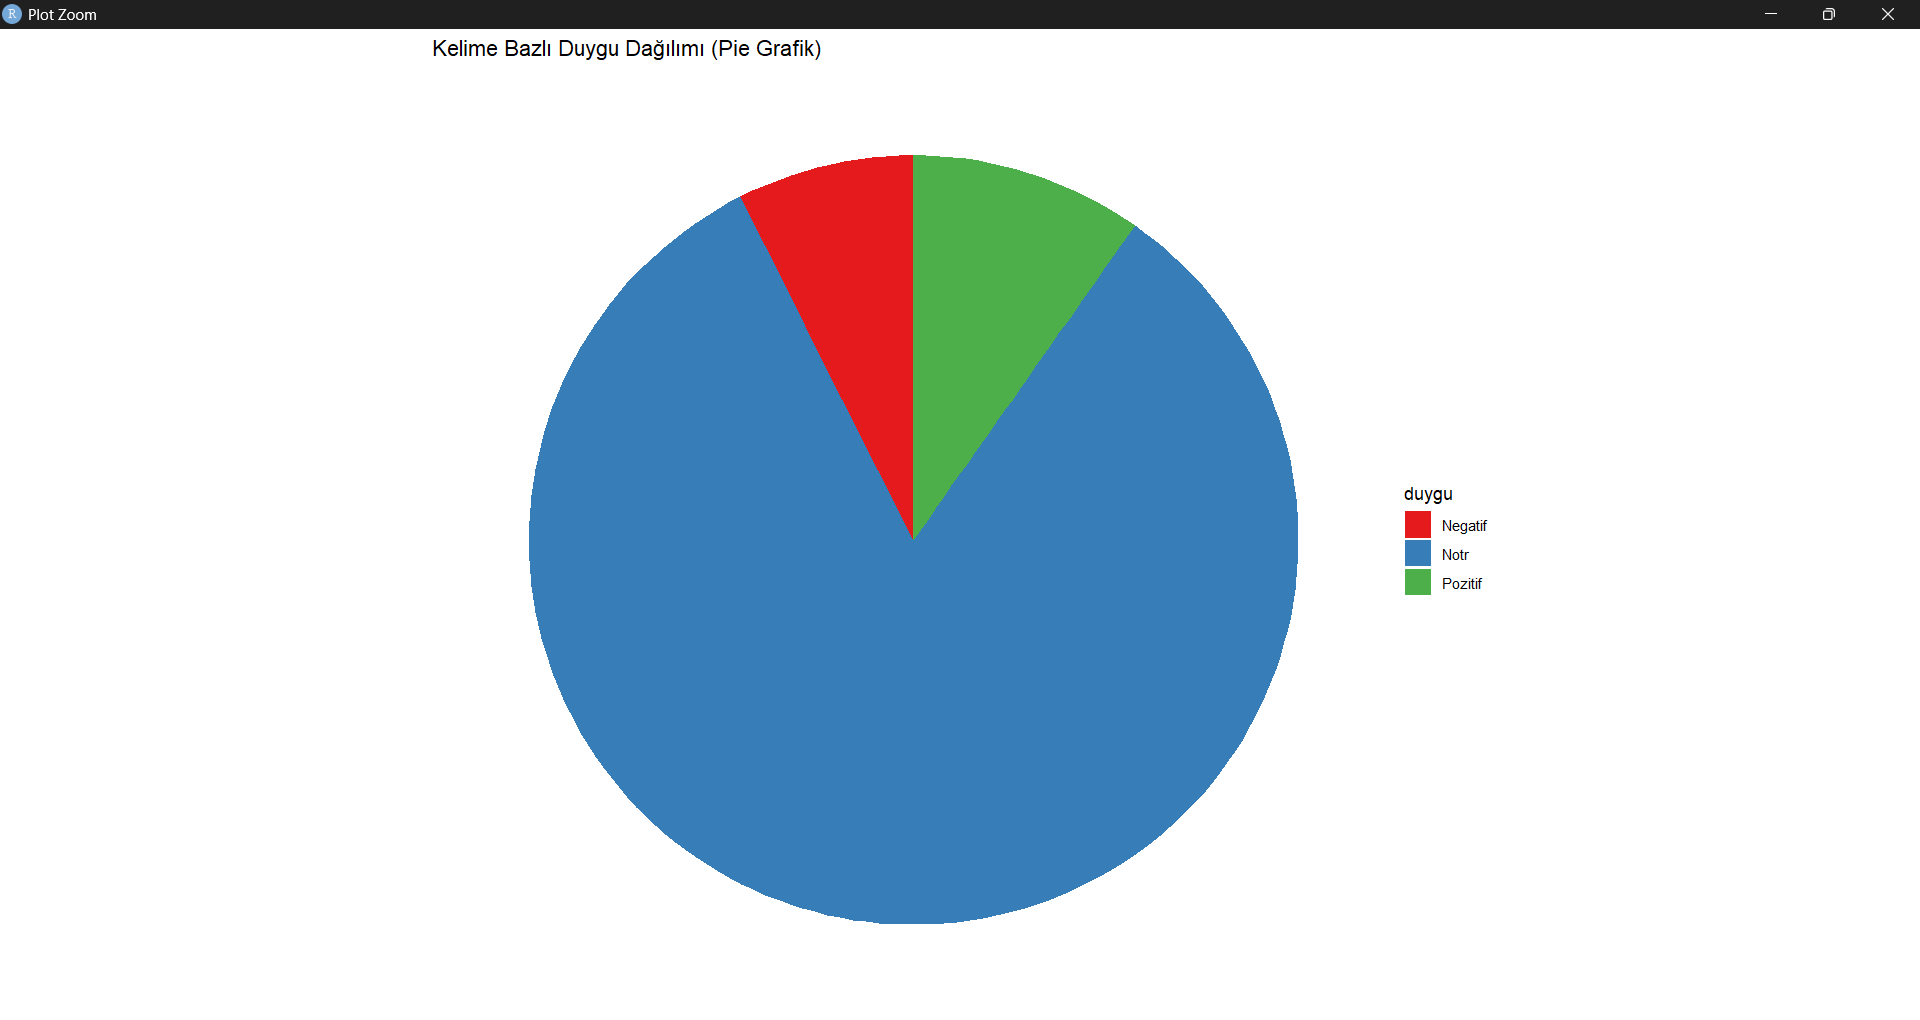 R Plot Zoom
Kelime Bazlı Duygu Dağılımı (Pie Grafik)
duygu
Negatif
Notr
Pozitif